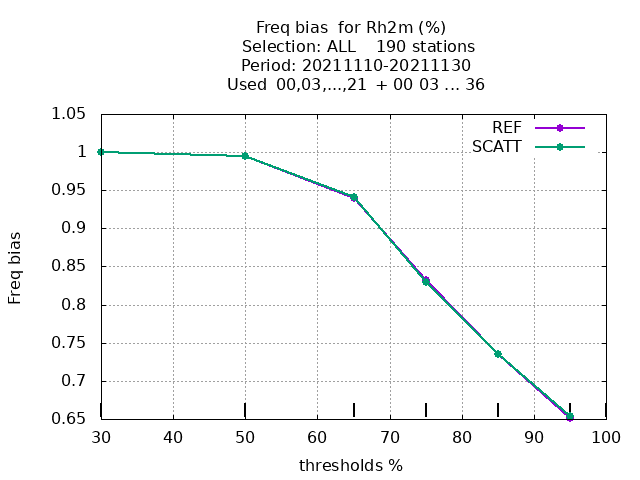 Freq bias  for Rh2m (%)
Selection: ALL    190 stations
Period: 20211110-20211130
Used  00,03,...,21  + 00 03 ... 36
REF
SCATT
1.05
1
0.95
0.9
0.85
0.8
0.75
0.7
0.65
Freq bias
30 40 50 60 70 80 90 100
thresholds %